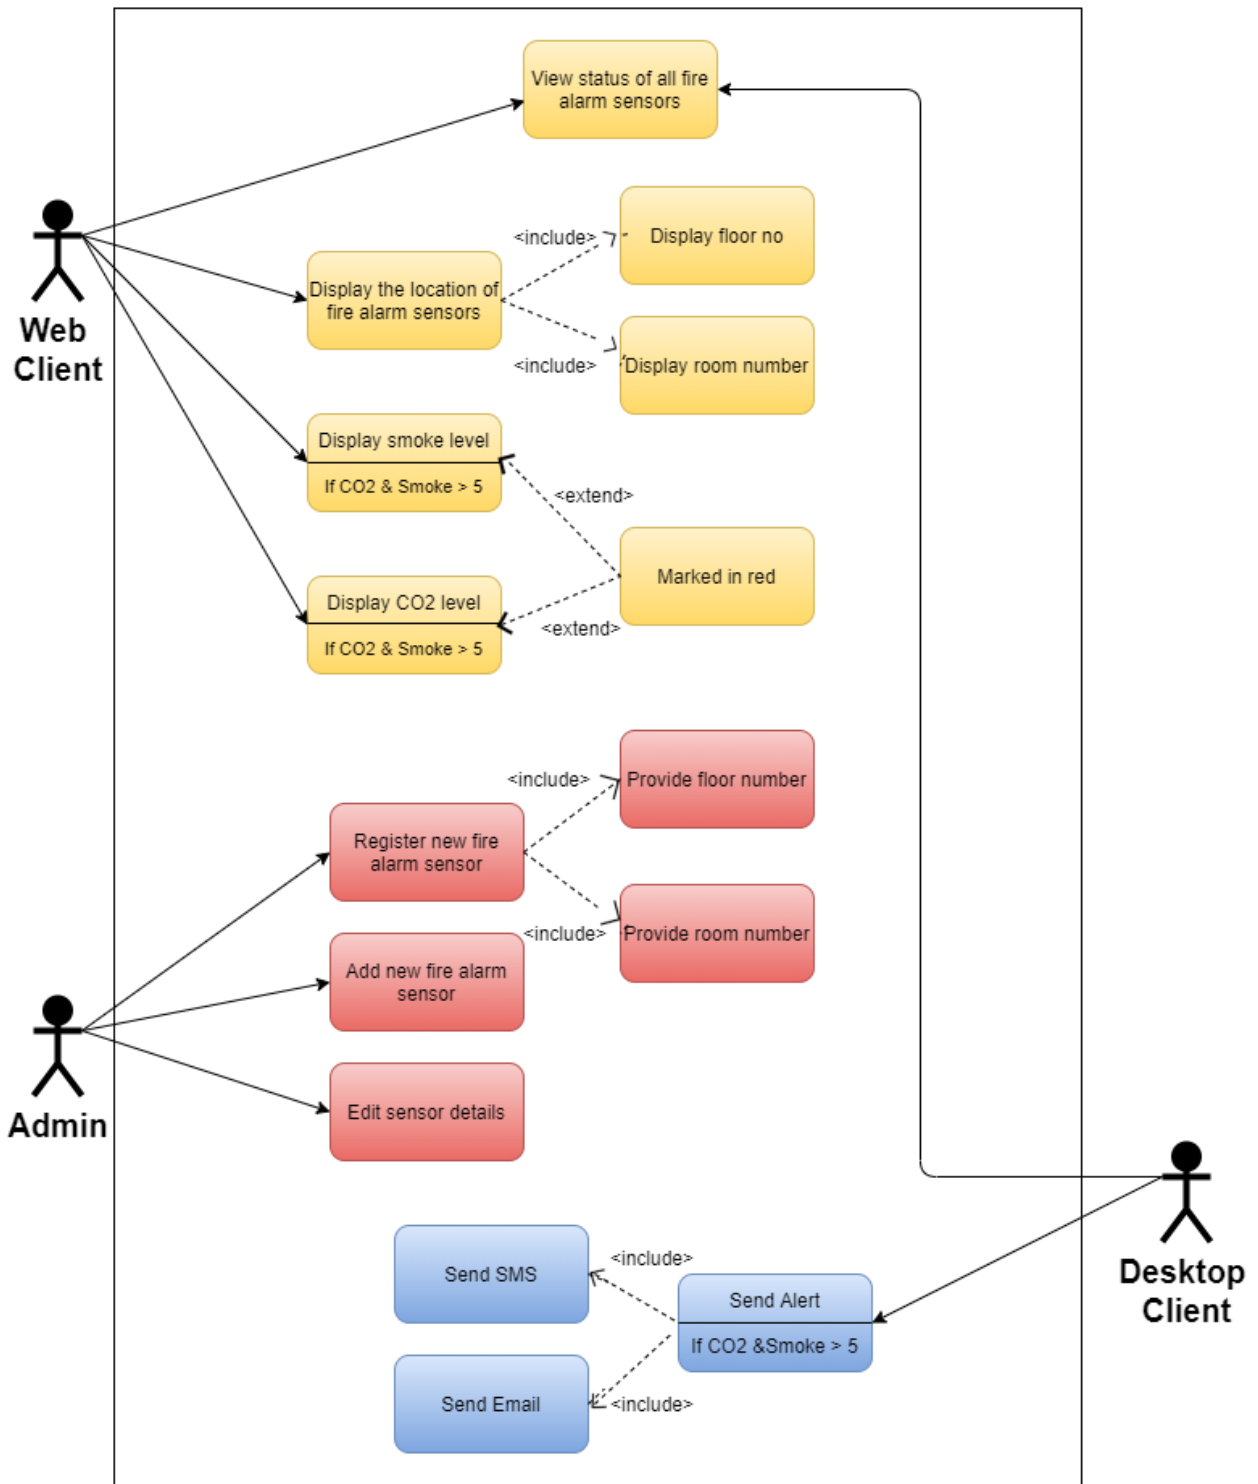 View status of all fire
alarm sensors
<include>
Display floor no
Display the location of
fire alarm sensors
Web
Client
<include>
Display room number
Display smoke level
If CO2 & Smoke > 5
<extend>
Marked in red
Display CO2 level
<extend>
If CO2 & Smoke > 5
<include>
Provide floor number
Register new fire
alarm sensor
<include>
Provide room number
Add new fire alarm
sensor
Admin
Edit sensor details
<include>
Send SMS
Desktop
Client
Send Alert
If CO2 &Smoke > 5
Send Email
<include>